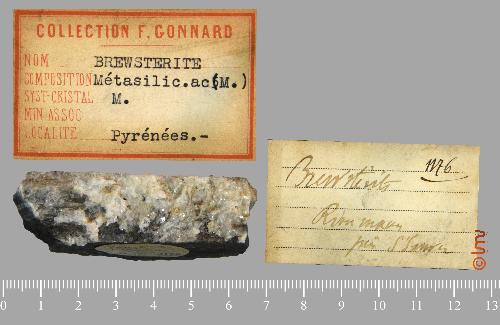 COLLECTION F. GONNARD
NOM BREWSTERITE
COMPOSITION Métasilic.ac(M.)
SYST-CRISTAL M.
MIN ASSOC
LOCALITÉ Pyrénées.-
1176
Brewsterite
0 1 2 3 4 5 6 7 8 9 10 11 12 13